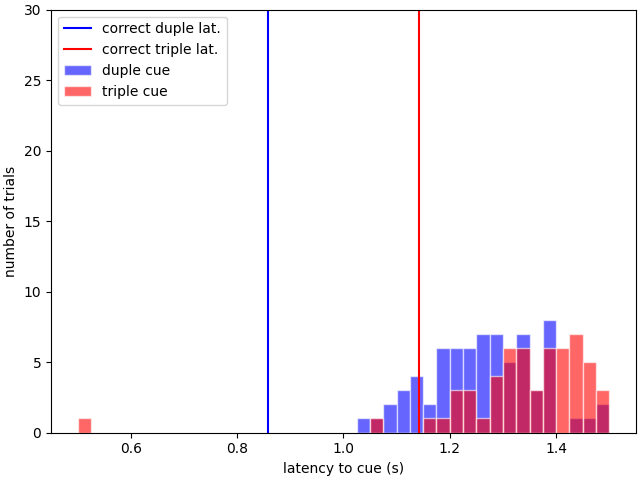 30
25
20
15
10
5
0
number of trials
correct duple lat.
correct triple lat.
duple cue
triple cue
0.6 0.8 1.0 1.2 1.4
latency to cue (s)